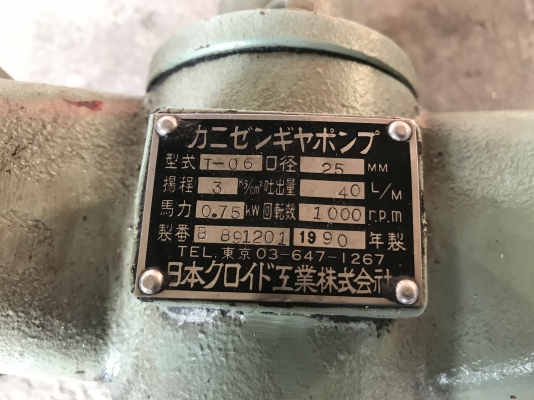 カニゼンギヤポンプ
型式 T-06 口径 25 MM
揚程 3 Kg/cm² 吐出量 40 L/M
馬力 0.75 kW 回転数 1000 r.p.m
製番 B 891201 1990 年製
TEL.東京 03-647-1267
日本クロイド工業株式会社